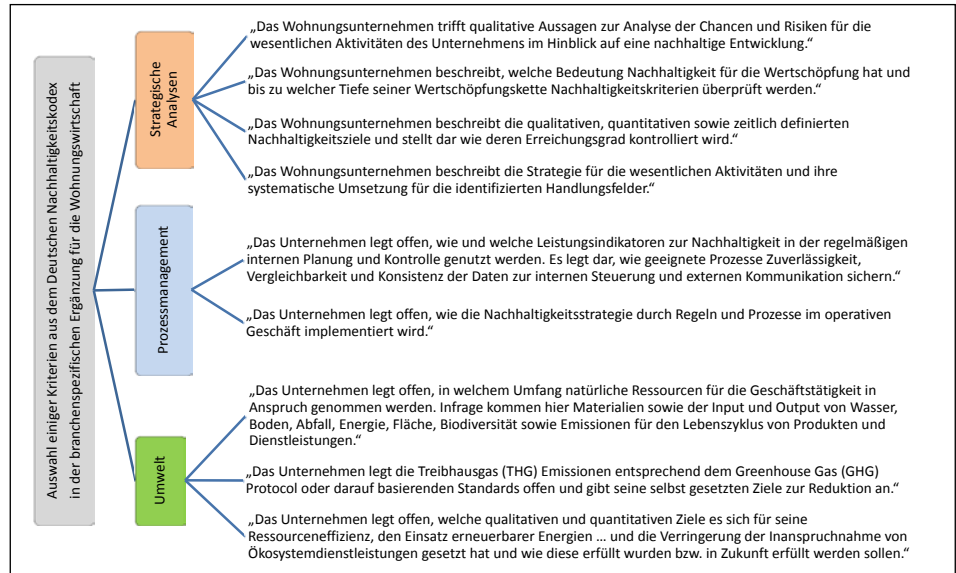 Auswahl einiger Kriterien aus dem Deutschen Nachhaltigkeitskodex
in der branchenspezifischen Ergänzung für die Wohnungswirtschaft
Strategische
Analysen
„Das Wohnungsunternehmen trifft qualitative Aussagen zur Analyse der Chancen und Risiken für die
wesentlichen Aktivitäten des Unternehmens im Hinblick auf eine nachhaltige Entwicklung.“
„Das Wohnungsunternehmen beschreibt, welche Bedeutung Nachhaltigkeit für die Wertschöpfung hat und
bis zu welcher Tiefe seiner Wertschöpfungskette Nachhaltigkeitskriterien überprüft werden.“
„Das Wohnungsunternehmen beschreibt die qualitativen, quantitativen sowie zeitlich definierten
Nachhaltigkeitsziele und stellt dar wie deren Erreichungsgrad kontrolliert wird.“
„Das Wohnungsunternehmen beschreibt die Strategie für die wesentlichen Aktivitäten und ihre
systematische Umsetzung für die identifizierten Handlungsfelder.“
Prozessmanagement
„Das Unternehmen legt offen, wie und welche Leistungsindikatoren zur Nachhaltigkeit in der regelmäßigen
internen Planung und Kontrolle genutzt werden. Es legt dar, wie geeignete Prozesse Zuverlässigkeit,
Vergleichbarkeit und Konsistenz der Daten zur internen Steuerung und externen Kommunikation sichern.“
„Das Unternehmen legt offen, wie die Nachhaltigkeitsstrategie durch Regeln und Prozesse im operativen
Geschäft implementiert wird.“
Umwelt
„Das Unternehmen legt offen, in welchem Umfang natürliche Ressourcen für die Geschäftstätigkeit in
Anspruch genommen werden. Infrage kommen hier Materialien sowie der Input und Output von Wasser,
Boden, Abfall, Energie, Fläche, Biodiversität sowie Emissionen für den Lebenszyklus von Produkten und
Dienstleistungen.“
„Das Unternehmen legt die Treibhausgas (THG) Emissionen entsprechend dem Greenhouse Gas (GHG)
Protocol oder darauf basierenden Standards offen und gibt seine selbst gesetzten Ziele zur Reduktion an.“
„Das Unternehmen legt offen, welche qualitativen und quantitativen Ziele es sich für seine
Ressourceneffizienz, den Einsatz erneuerbarer Energien … und die Verringerung der Inanspruchnahme von
Ökosystemdienstleistungen gesetzt hat und wie diese erfüllt wurden bzw. in Zukunft erfüllt werden sollen.“